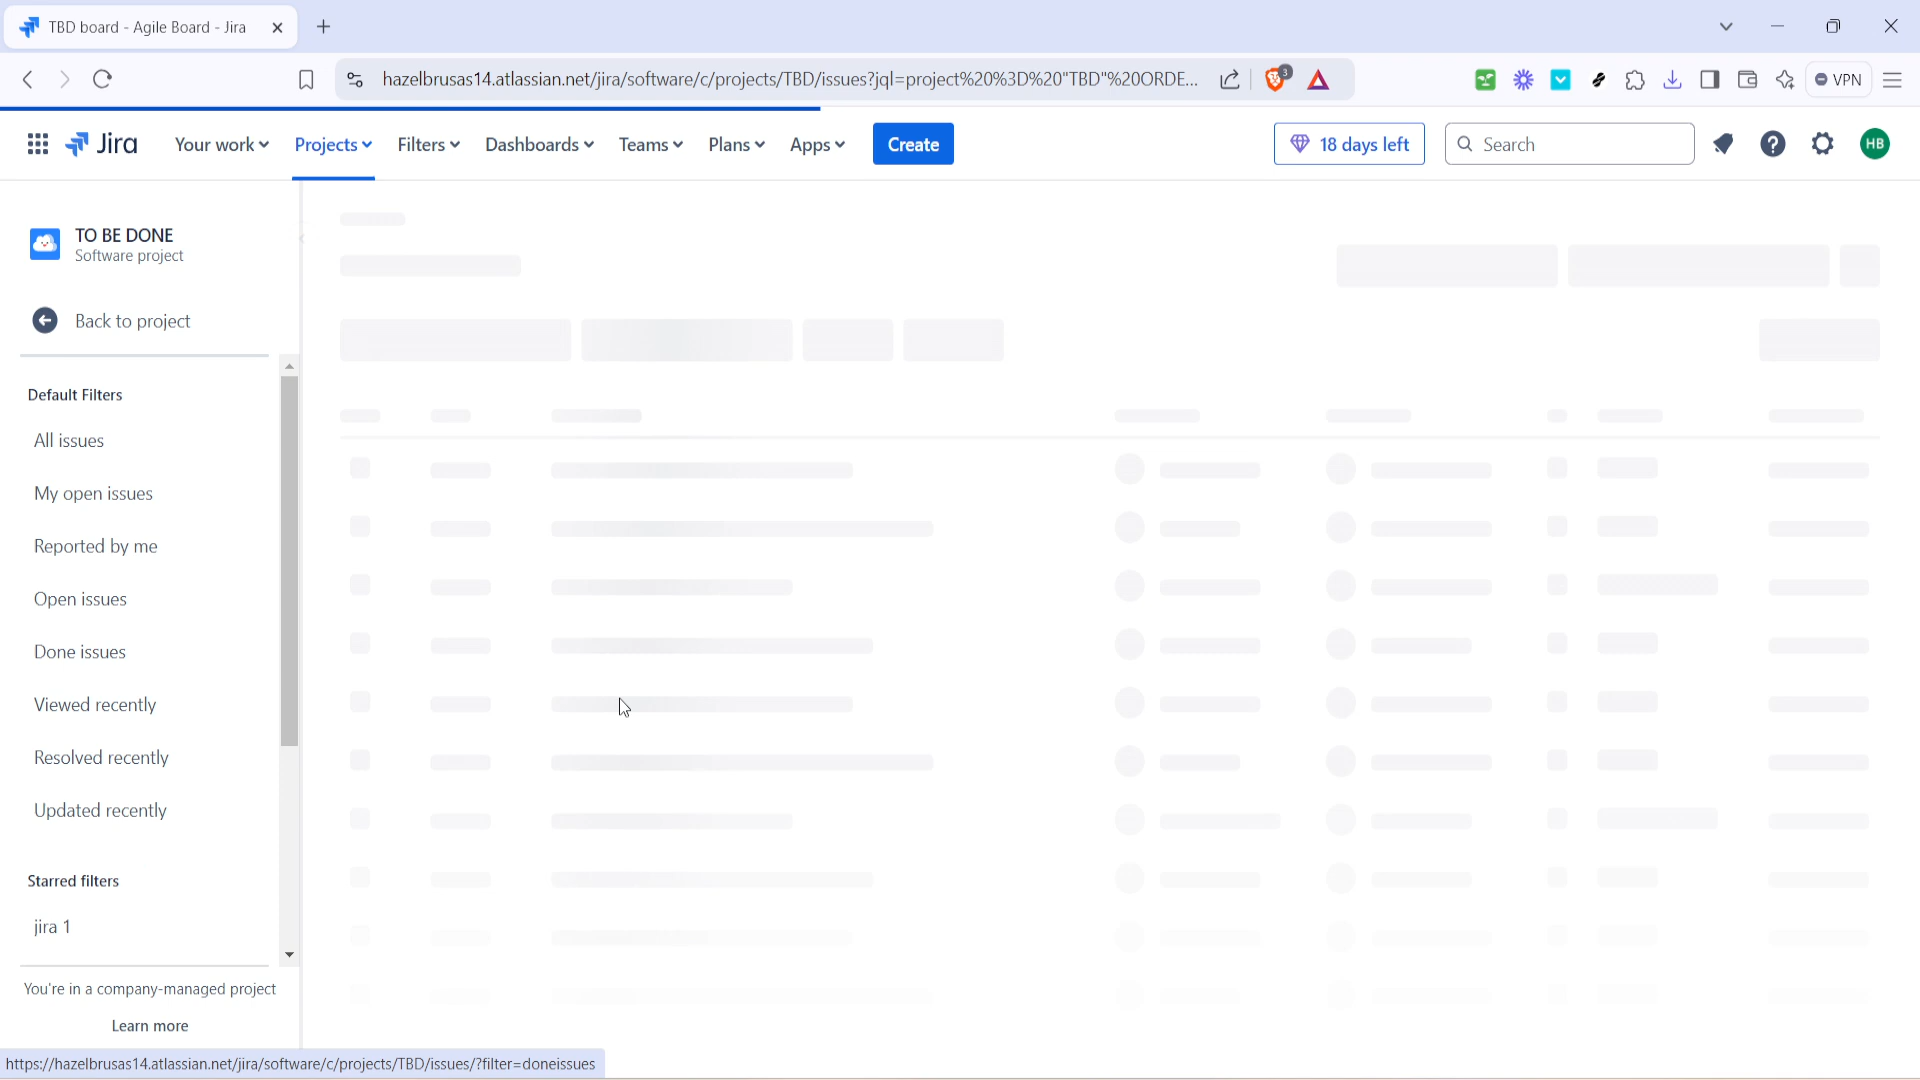 TBD board - Agile Board - Jira
hazelbrusas14.atlassian.net/jira/software/c/projects/TBD/issues?jql=project%20%3D%20"TBD"%20ORDE...
3
VPN
Jira
Your work
Projects
Filters
Dashboards
Teams
Plans
Apps
Create
18 days left
Search
HB
TO BE DONE
Software project
Back to project
Default Filters
All issues
My open issues
Reported by me
Open issues
Done issues
Viewed recently
Resolved recently
Updated recently
Starred filters
jira 1
You're in a company-managed project
Learn more
https://hazelbrusas14.atlassian.net/jira/software/c/projects/TBD/issues/?filter=doneissues